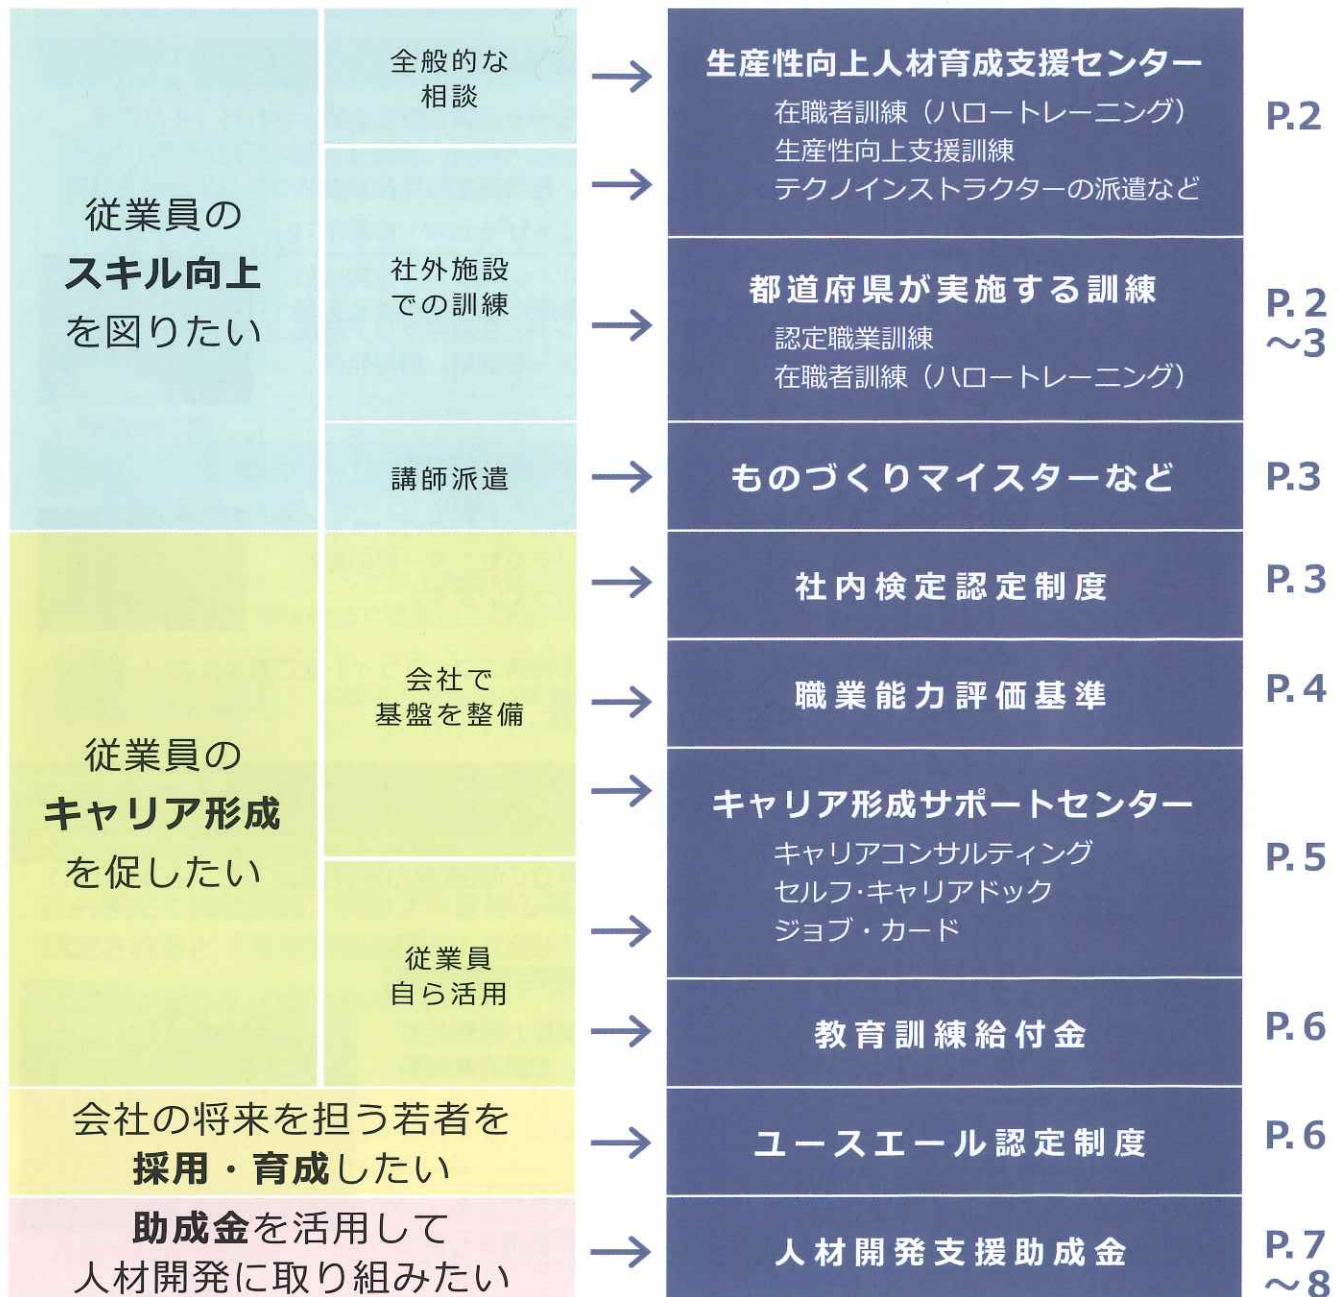 従業員の
スキル向上
を図りたい
全般的な
相談
→
生産性向上人材育成支援センター
在職者訓練（ハロートレーニング）
生産性向上支援訓練
テクノインストラクターの派遣など
P.2
社外施設
での訓練
→
→
都道府県が実施する訓練
認定職業訓練
在職者訓練（ハロートレーニング）
P.2
～3
講師派遣
→
ものづくりマイスターなど
P.3
従業員の
キャリア形成
を促したい
会社で
基盤を整備
→
社内検定認定制度
P.3
→
職業能力評価基準
P.4
→
キャリア形成サポートセンター
キャリアコンサルティング
セルフ･キャリアドック
ジョブ・カード
P.5
従業員
自ら活用
→
→
教育訓練給付金
P.6
会社の将来を担う若者を
採用・育成したい
→
ユースエール認定制度
P.6
助成金を活用して
人材開発に取り組みたい
→
人材開発支援助成金
P.7
～8